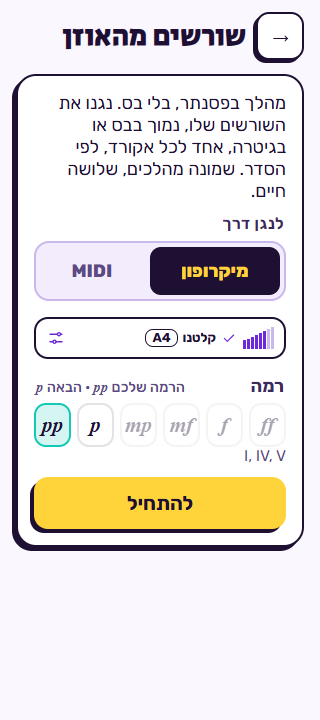 → שורשים מהאוזן
מהלך בפסנתר, בלי בס. נגנו את
השורשים שלו, נמוך בבס או
בגיטרה, אחד לכל אקורד, לפי
הסדר. שמונה מהלכים, שלושה
חיים.
לנגן דרך
מיקרופון MIDI
✓ קלטנו A4
רמה הרמה שלכם pp • הבאה p
pp p mp mf f ff
I, IV, V
להתחיל